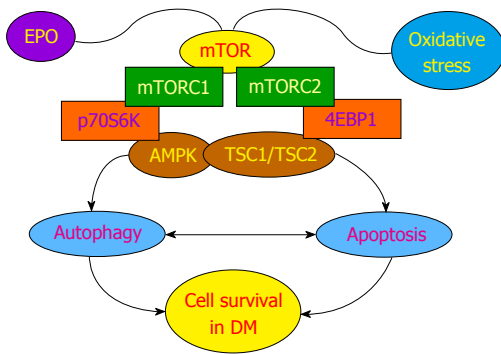 EPO
mTOR
Oxidative
stress
mTORC1
mTORC2
p70S6K
4EBP1
AMPK
TSC1/TSC2
Autophagy
Apoptosis
Cell survival
in DM